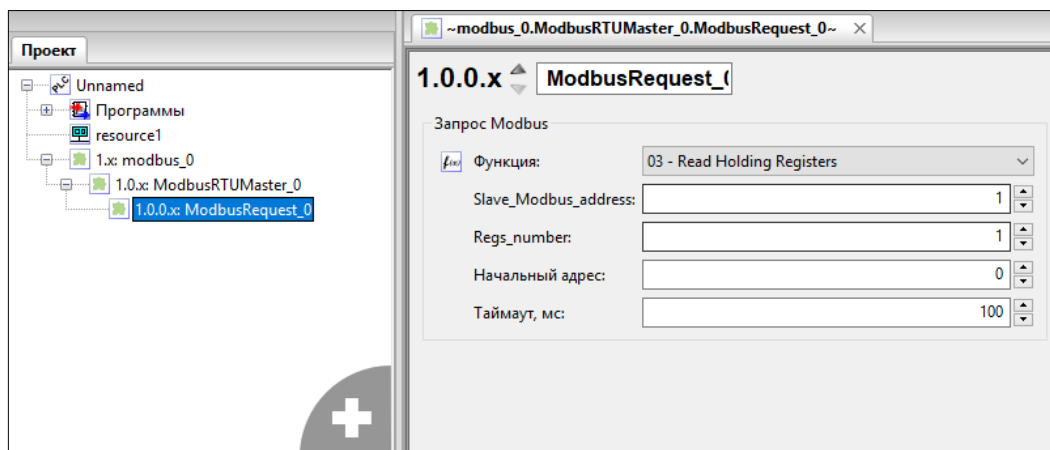 Проект
Unnamed
Программы
resource1
1.x: modbus_0
1.0.x: ModbusRTUMaster_0
1.0.0.x: ModbusRequest_0
~modbus_0.ModbusRTUMaster_0.ModbusRequest_0~
1.0.0.x ModbusRequest_(
Запрос Modbus
Функция: 03 - Read Holding Registers
Slave_Modbus_address: 1
Regs_number: 1
Начальный адрес: 0
Таймаут, мс: 100